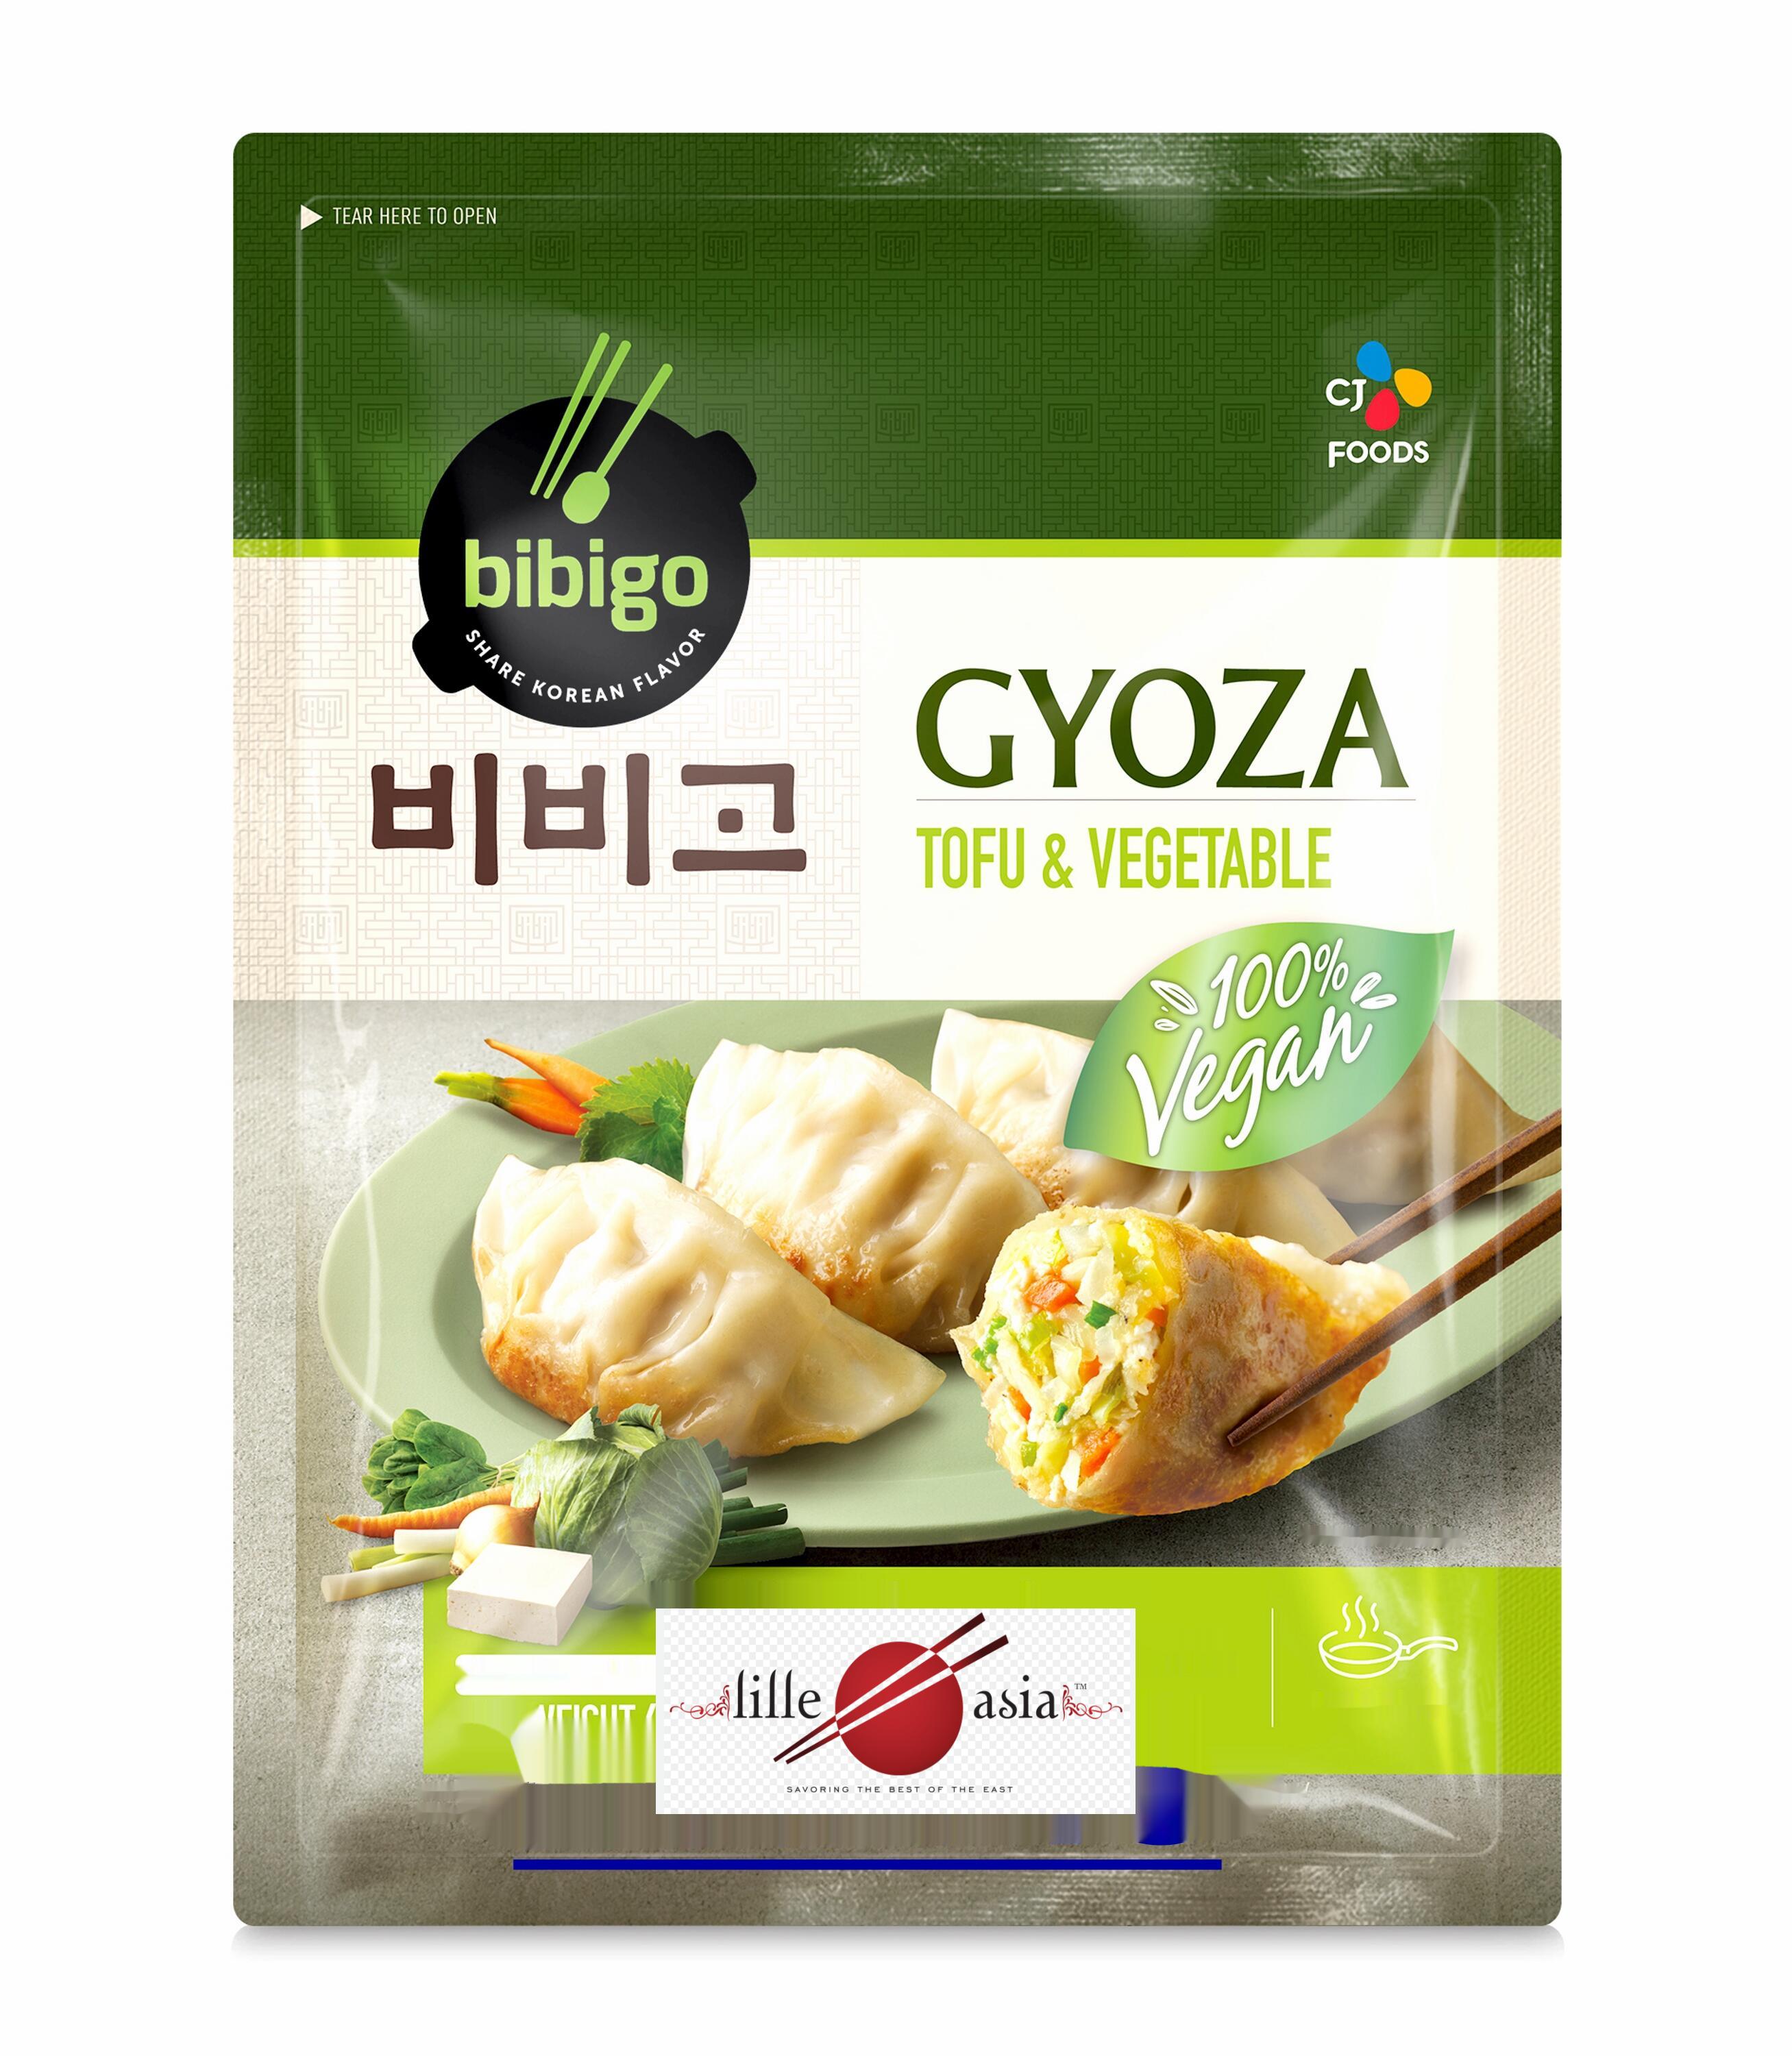 TEAR HERE TO OPEN
CJ
FOODS
bibigo
SHARE KOREAN FLAVOR
비비고
GYOZA
TOFU & VEGETABLE
100%
Vegan
lille asia™
SAVORING THE BEST OF THE EAST